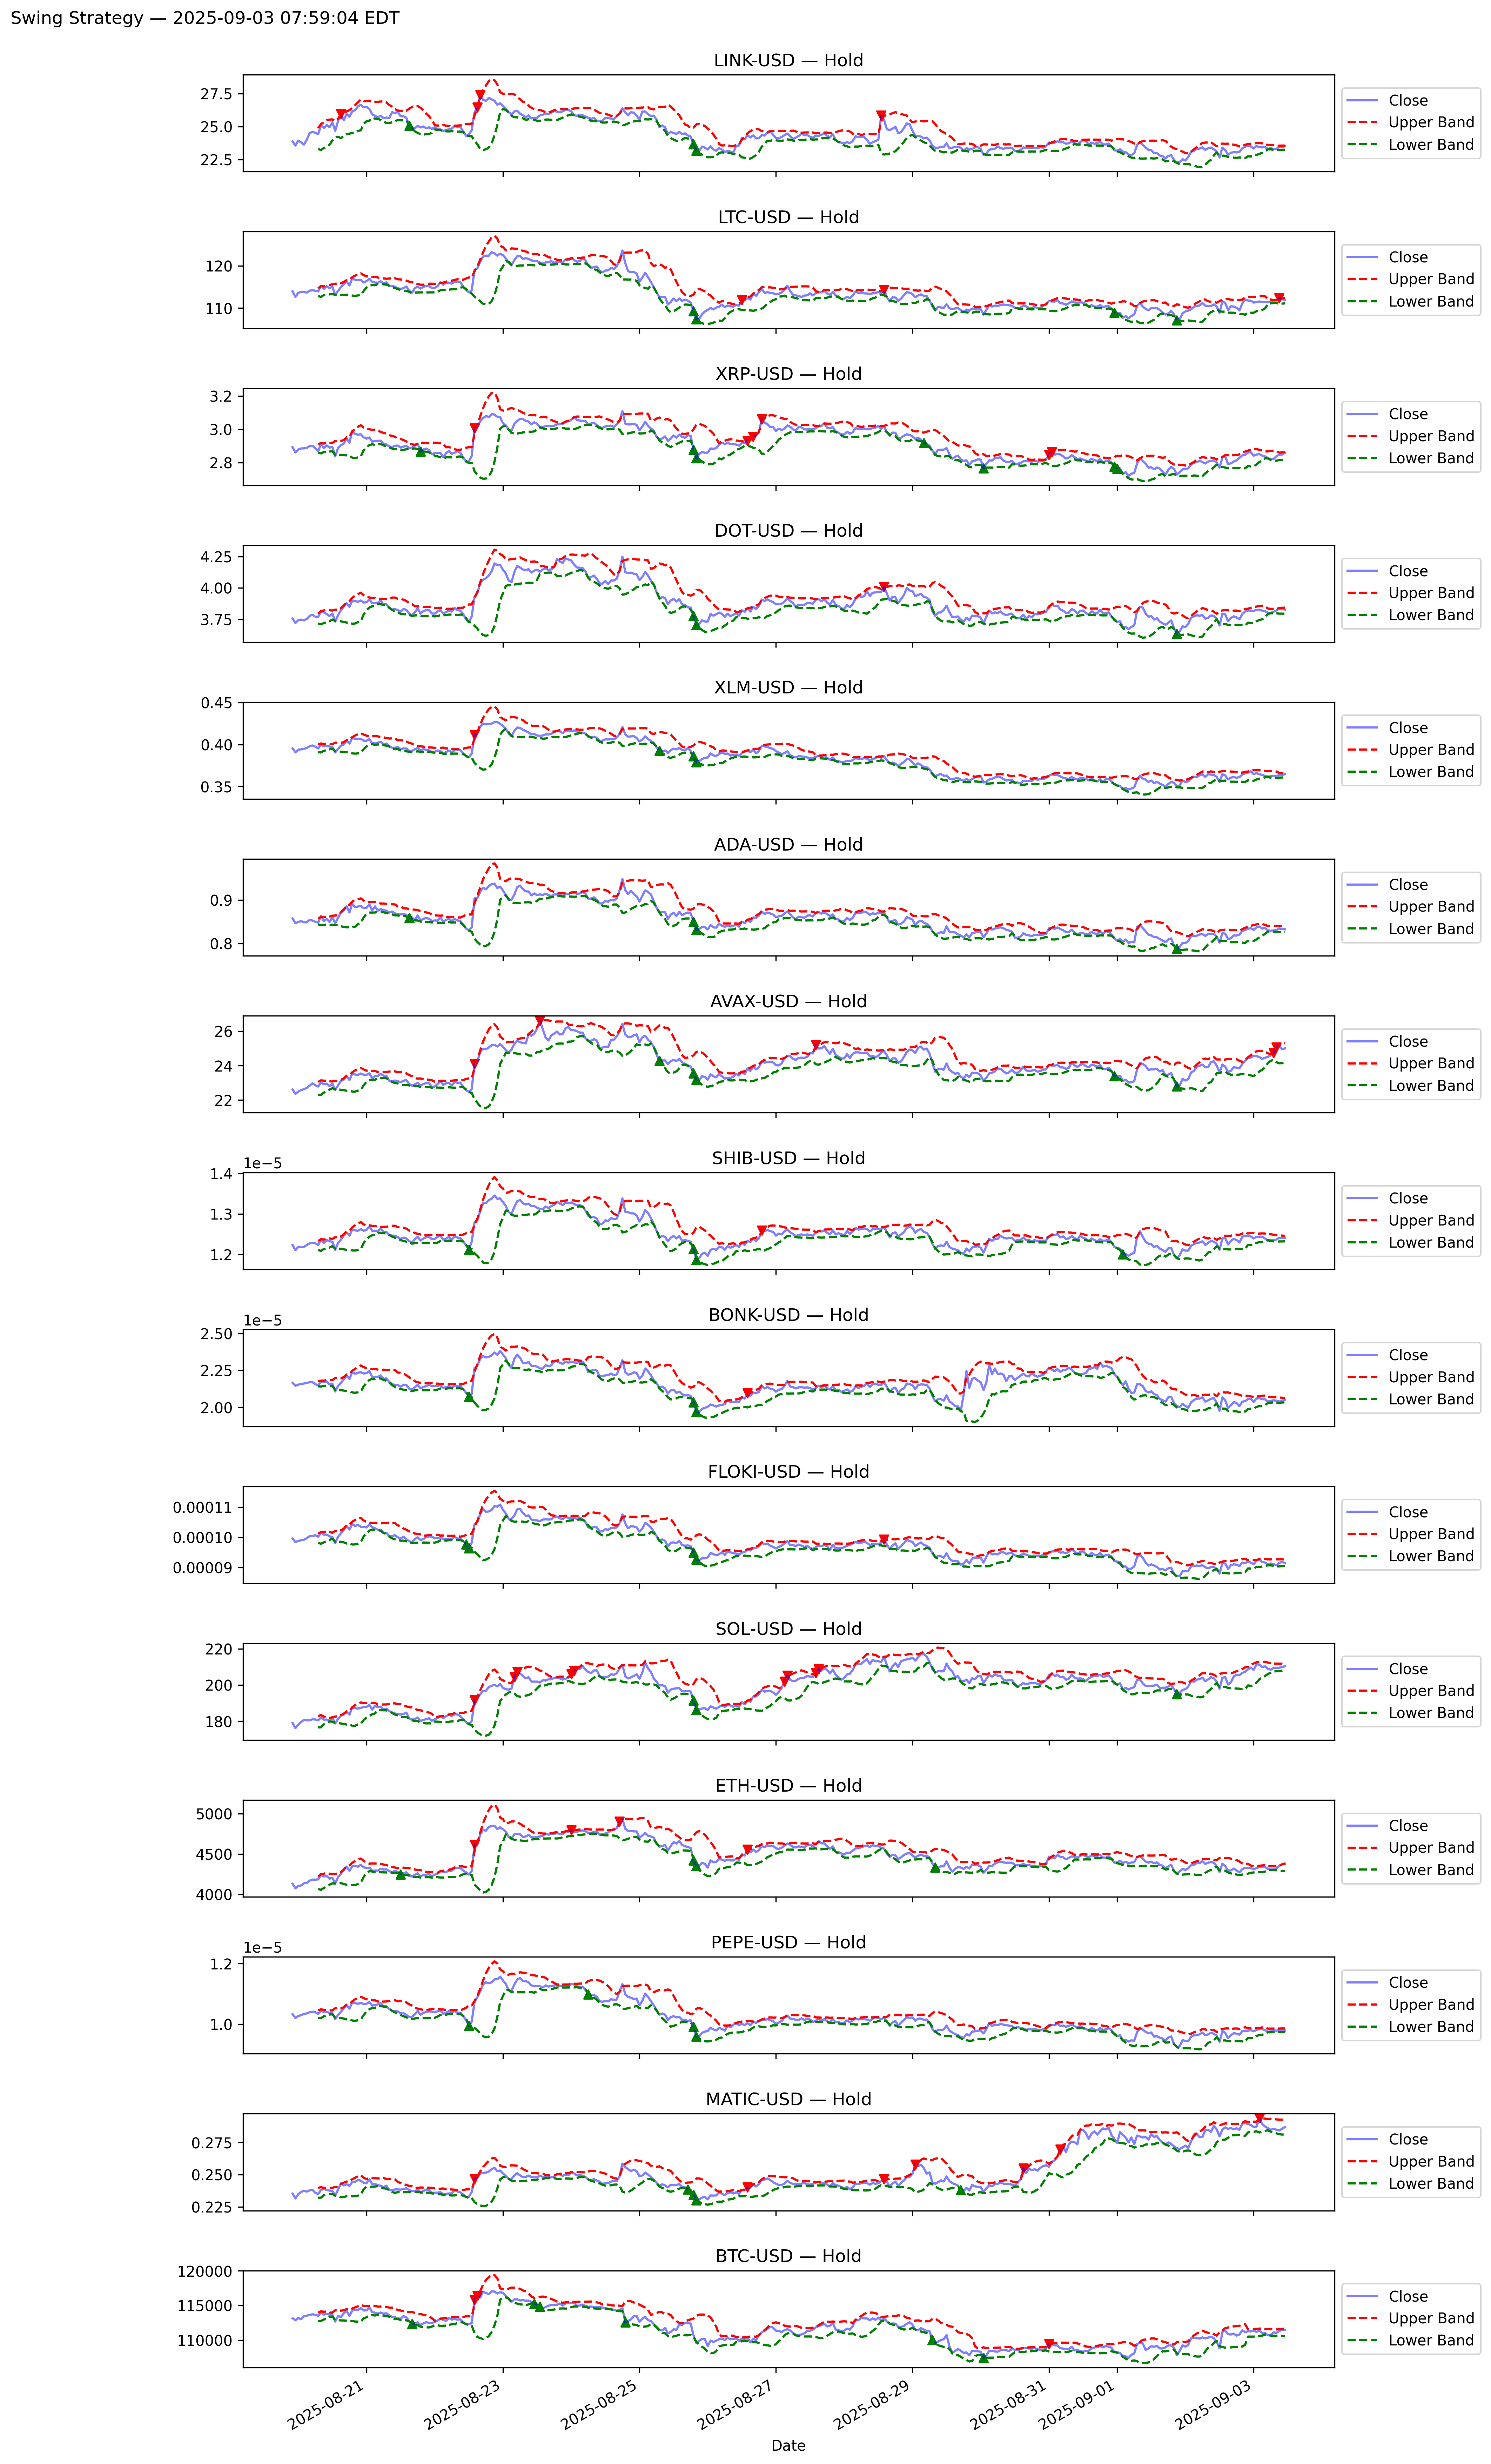 Swing Strategy — 2025-09-03 07:59:04 EDT
LINK-USD — Hold
27.5
25.0
22.5
Close
Upper Band
Lower Band
LTC-USD — Hold
120
110
Close
Upper Band
Lower Band
XRP-USD — Hold
3.2
3.0
2.8
Close
Upper Band
Lower Band
DOT-USD — Hold
4.25
4.00
3.75
Close
Upper Band
Lower Band
XLM-USD — Hold
0.45
0.40
0.35
Close
Upper Band
Lower Band
ADA-USD — Hold
0.9
0.8
Close
Upper Band
Lower Band
AVAX-USD — Hold
26
24
22
Close
Upper Band
Lower Band
SHIB-USD — Hold
1e−5
1.4
1.3
1.2
Close
Upper Band
Lower Band
BONK-USD — Hold
1e−5
2.50
2.25
2.00
Close
Upper Band
Lower Band
FLOKI-USD — Hold
0.00011
0.00010
0.00009
Close
Upper Band
Lower Band
SOL-USD — Hold
220
200
180
Close
Upper Band
Lower Band
ETH-USD — Hold
5000
4500
4000
Close
Upper Band
Lower Band
PEPE-USD — Hold
1e−5
1.2
1.0
Close
Upper Band
Lower Band
MATIC-USD — Hold
0.275
0.250
0.225
Close
Upper Band
Lower Band
BTC-USD — Hold
120000
115000
110000
Close
Upper Band
Lower Band
2025-08-21
2025-08-23
2025-08-25
2025-08-27
2025-08-29
2025-08-31
2025-09-01
2025-09-03
Date